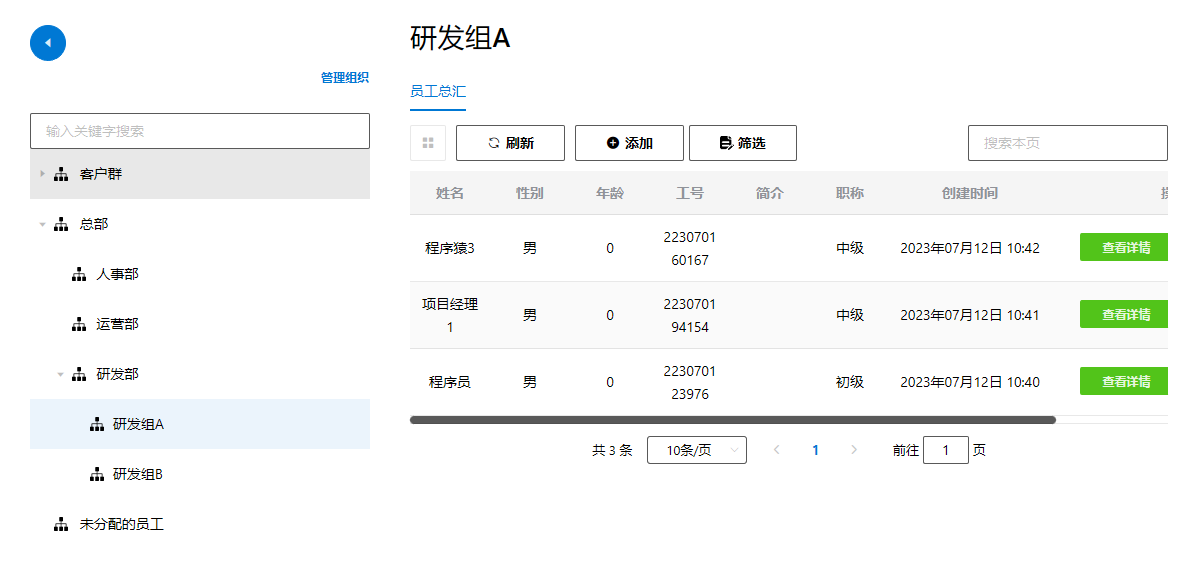 管理组织
输入关键字搜索
客户群
总部
人事部
运营部
研发部
研发组A
研发组B
未分配的员工
研发组A
员工总汇
刷新 添加 筛选 搜索本页
姓名 性别 年龄 工号 简介 职称 创建时间
程序猿3 男 0 2230701 中级 2023年07月12日 10:42 查看详情
60167
项目经理 男 0 2230701 中级 2023年07月12日 10:41 查看详情
1 94154
程序员 男 0 2230701 初级 2023年07月12日 10:40 查看详情
23976
共 3 条 10条/页 1 前往 1 页